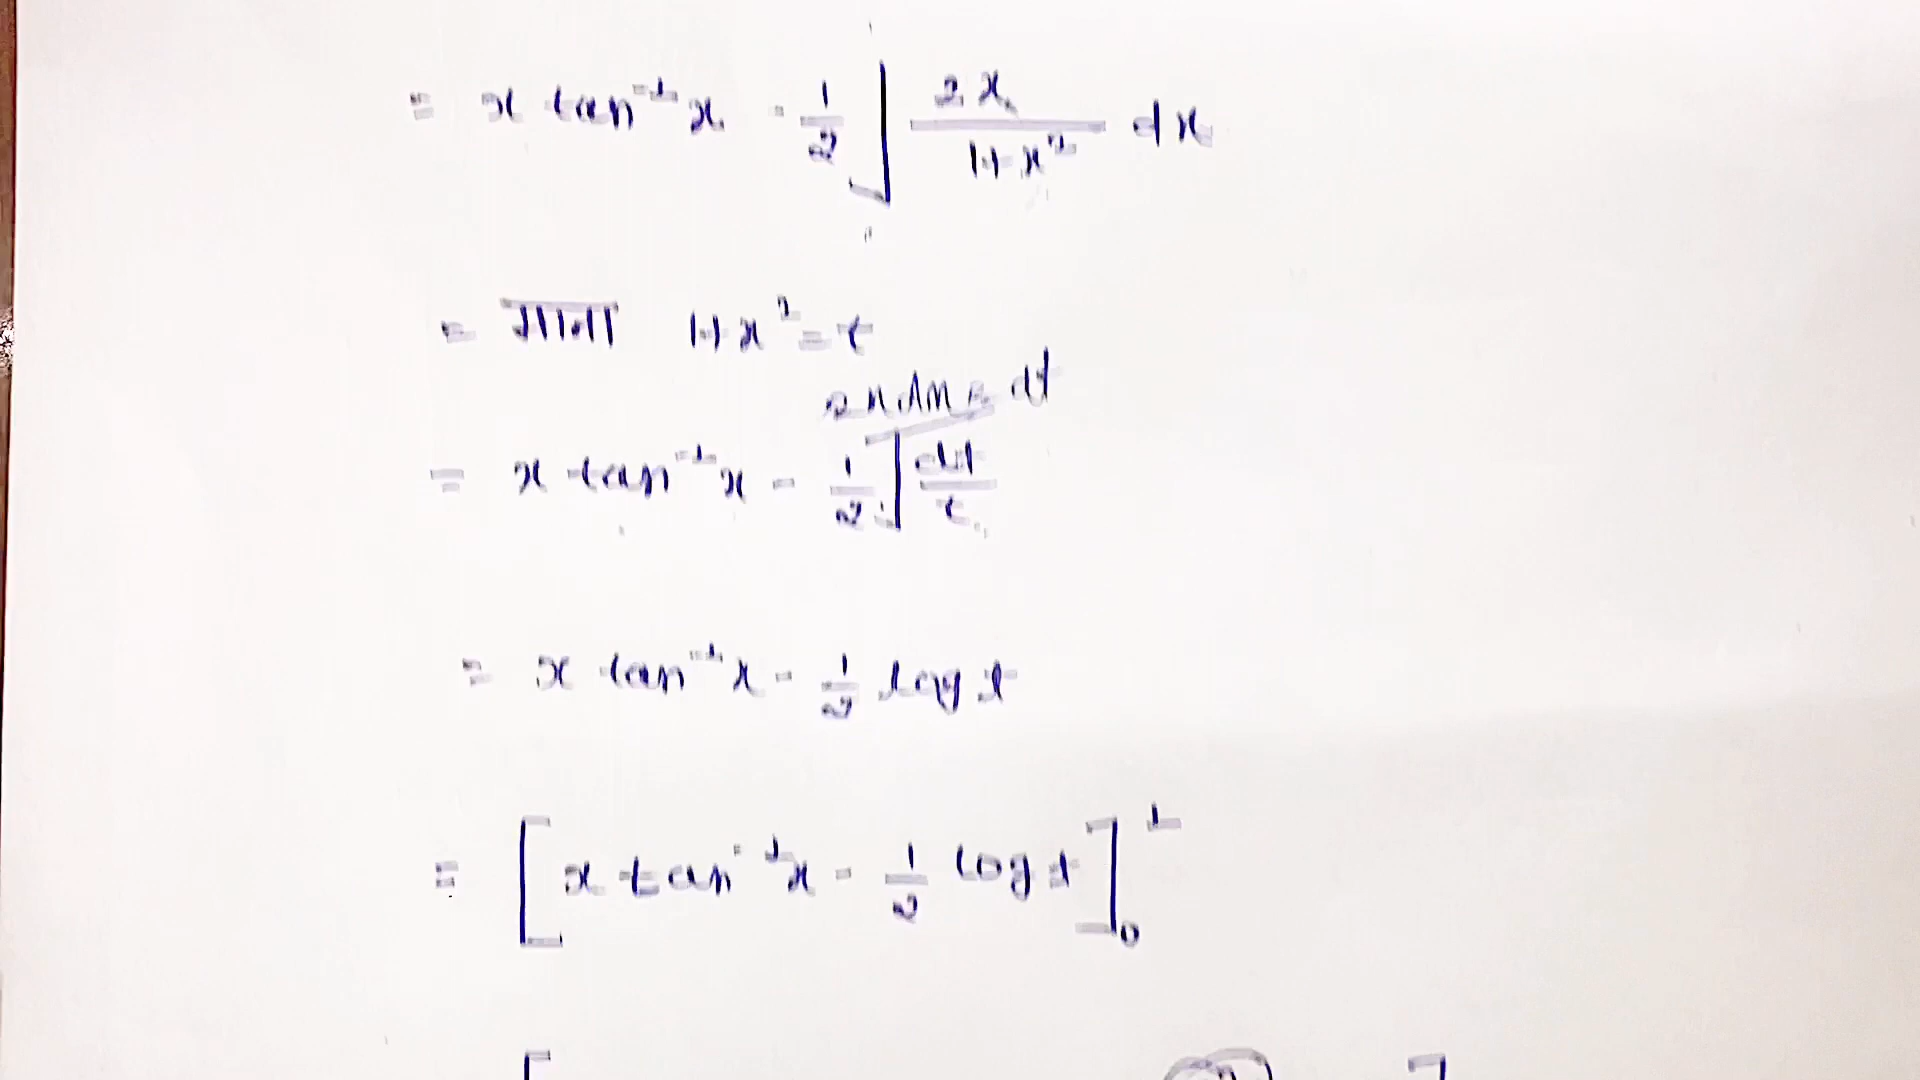 = x tan⁻¹x - 1/2 ∫ 2x/1+x² dx
= 1+x² = t
2x dx = dt
= x tan⁻¹x - 1/2 ∫ dt/t
= x tan⁻¹x - 1/2 log t
= [x tan⁻¹x - 1/2 log t]₀¹